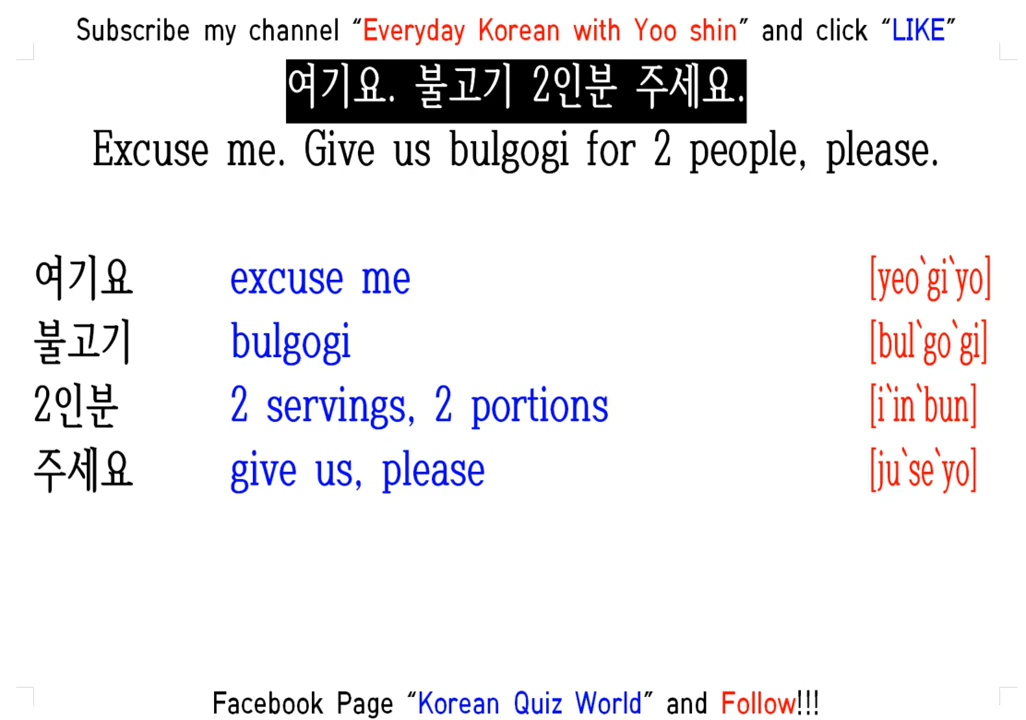 Subscribe my channel “Everyday Korean with Yoo shin” and click “LIKE”
여기요. 불고기 2인분 주세요.
Excuse me. Give us bulgogi for 2 people, please.
여기요 excuse me [yeo`gi`yo]
불고기 bulgogi [bul`go`gi]
2인분 2 servings, 2 portions [i`in`bun]
주세요 give us, please [ju`se`yo]
Facebook Page “Korean Quiz World” and Follow!!!